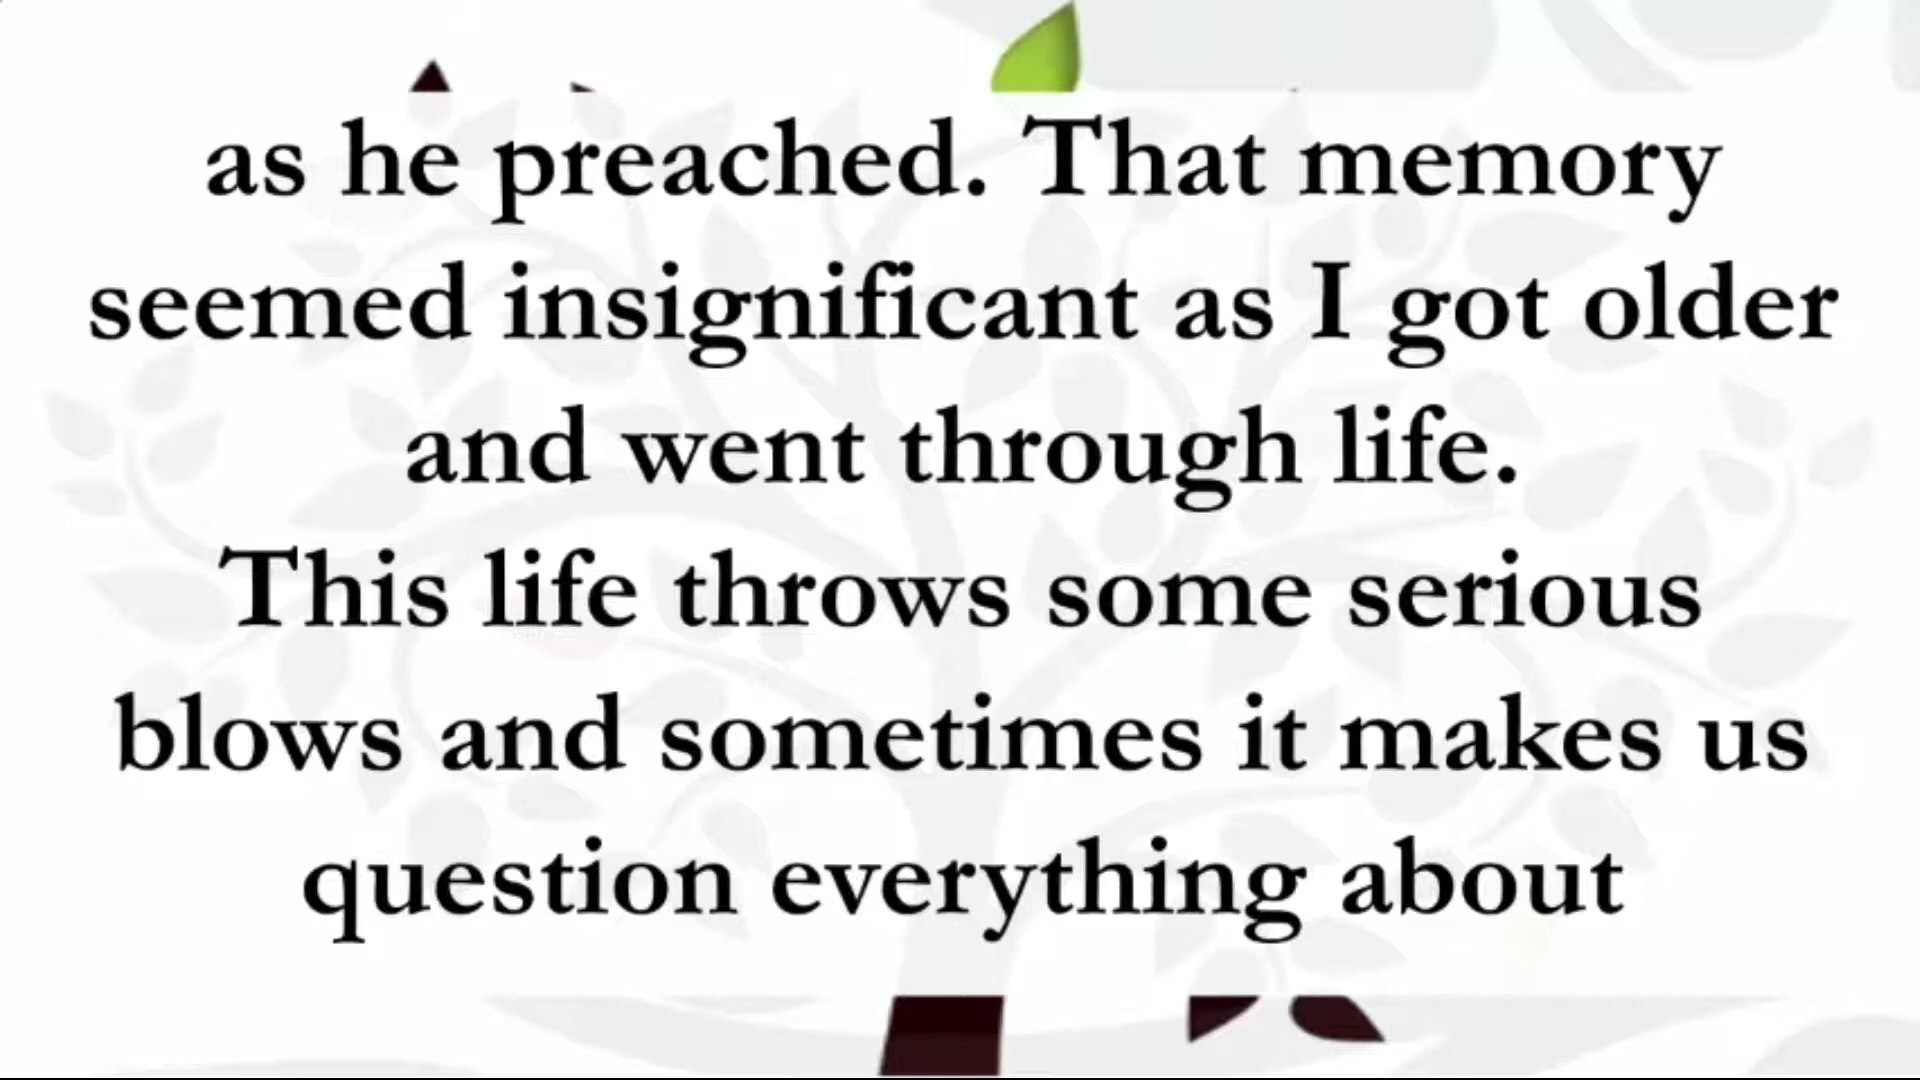 as he preached. That memory
seemed insignificant as I got older
and went through life.
This life throws some serious
blows and sometimes it makes us
question everything about